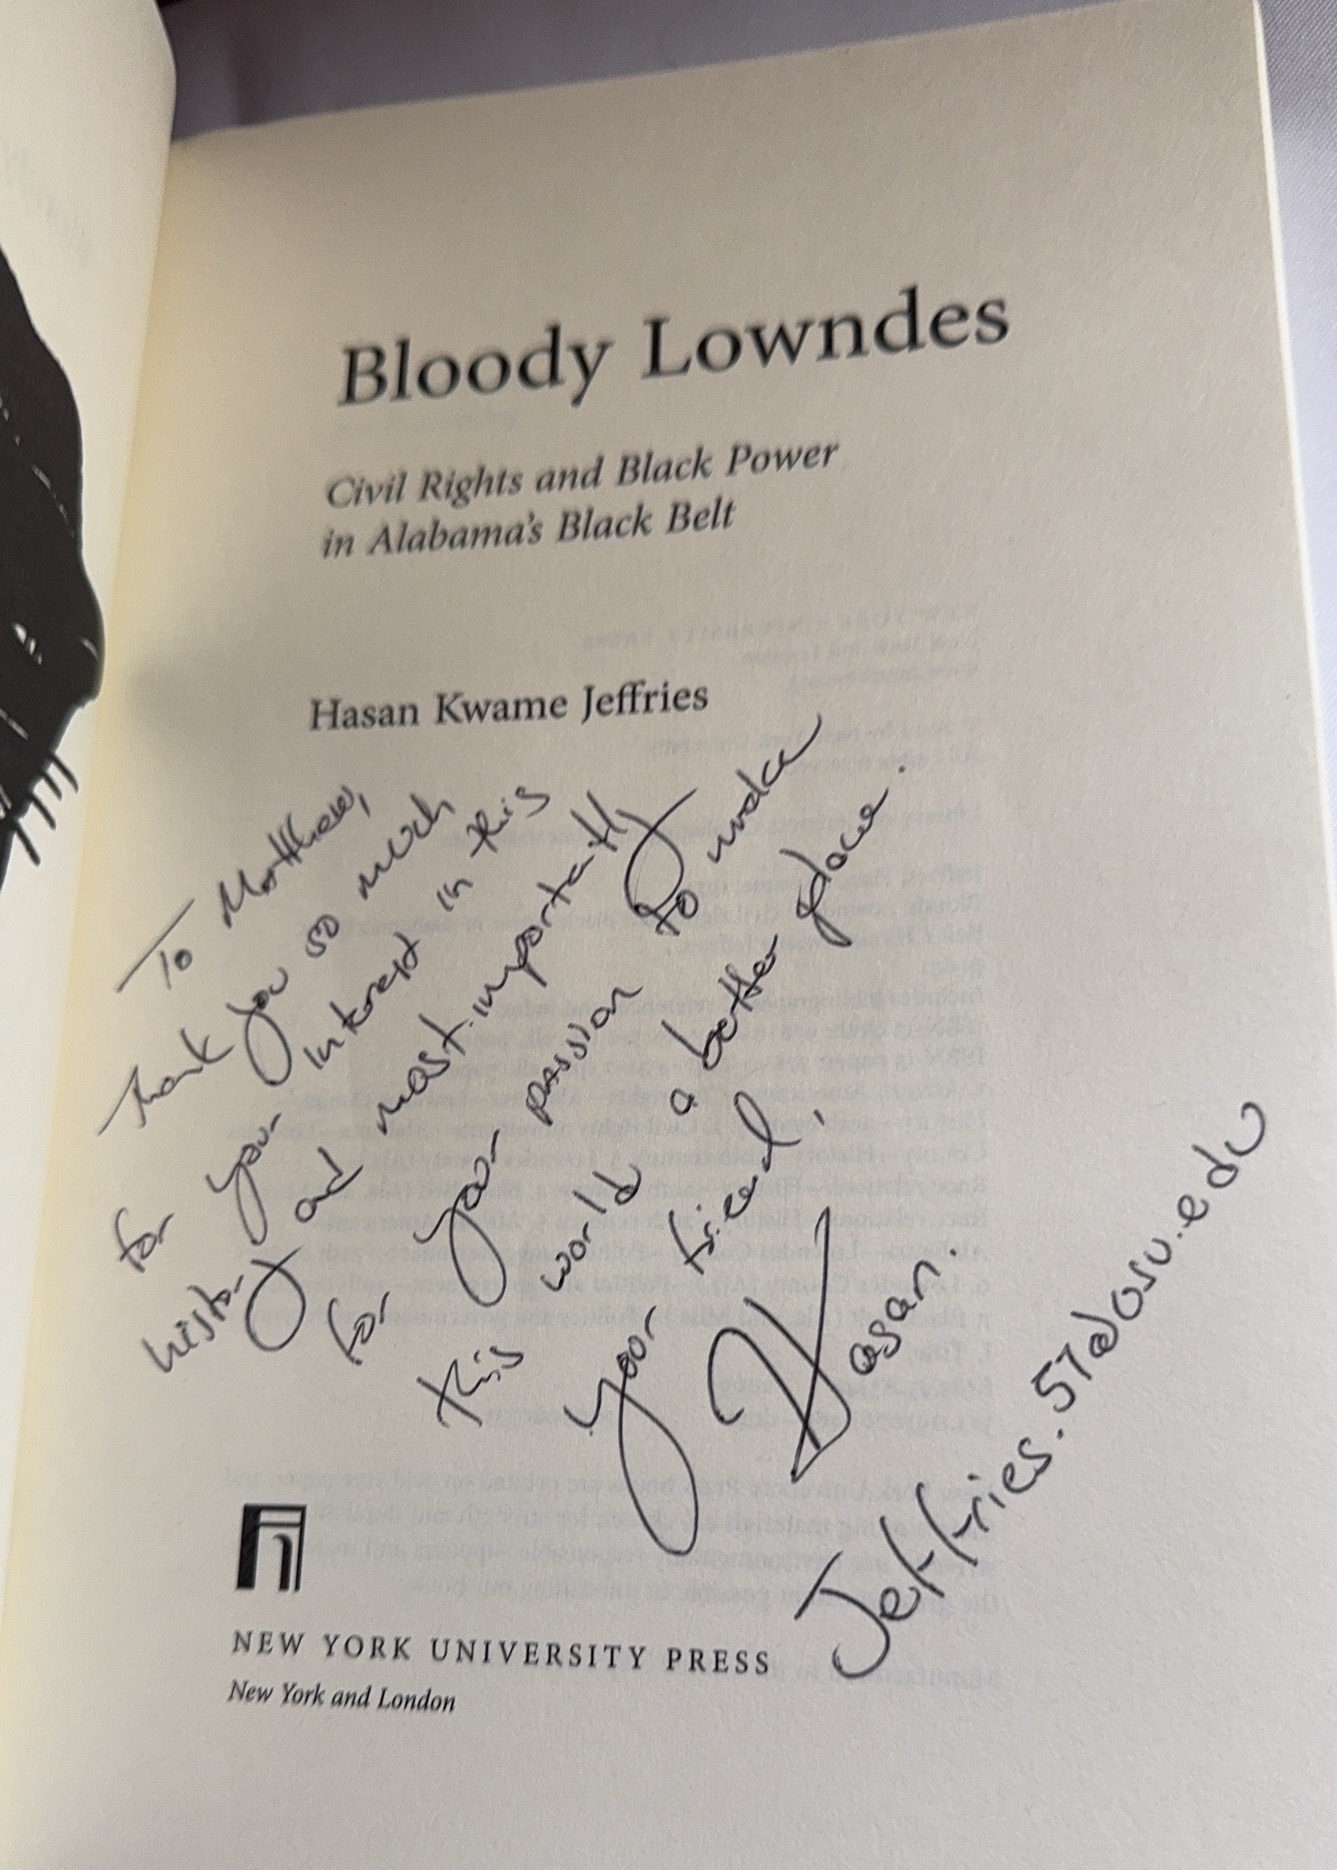 Bloody Lowndes
Civil Rights and Black Power
in Alabama's Black Belt
Hasan Kwame Jeffries
To Matthew,
Thank you so much
for your interest in this
history and most importantly
for your passion to make
this world a better place.
Your friend,
Hasan.
Jeffries.57@osu.edu
NEW YORK UNIVERSITY PRESS
New York and London